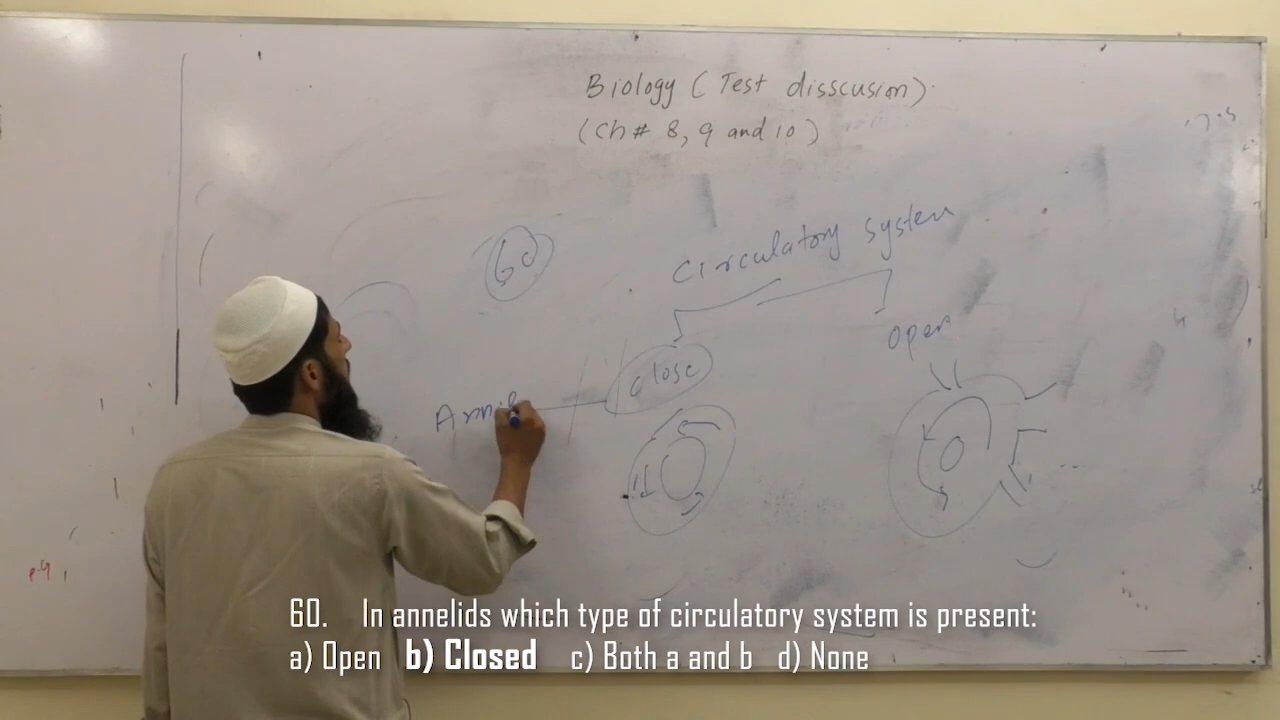 Biology ( Test disscusion)
(Ch# 8, 9 and 10)
60
Circulatory system
Open
close
60. In annelids which type of circulatory system is present:
a) Open b) Closed c) Both a and b d) None